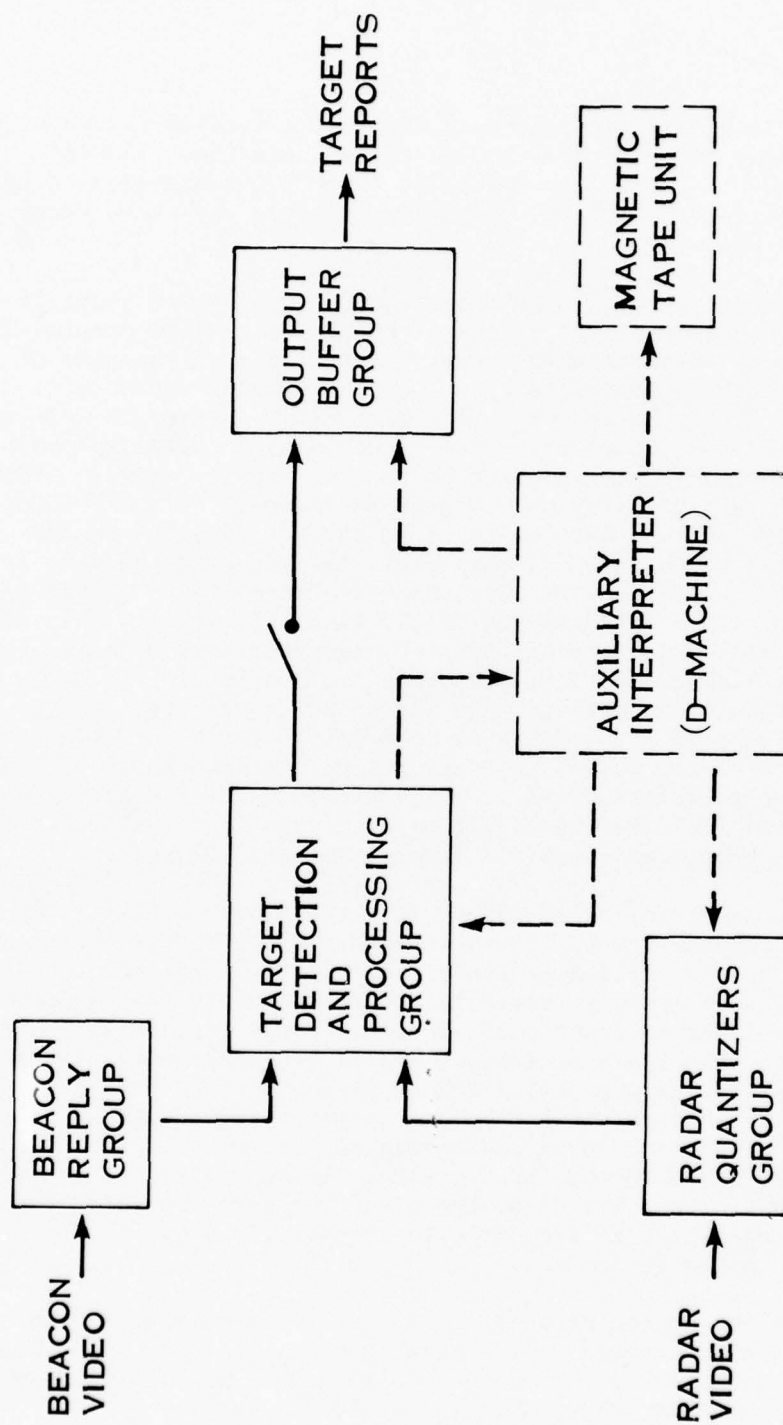 BEACON
VIDEO
BEACON
REPLY
GROUP
RADAR
VIDEO
RADAR
QUANTIZERS
GROUP
TARGET
DETECTION
AND
PROCESSING
GROUP
AUXILIARY
INTERPRETER
(D-MACHINE)
OUTPUT
BUFFER
GROUP
TARGET
REPORTS
MAGNETIC
TAPE UNIT